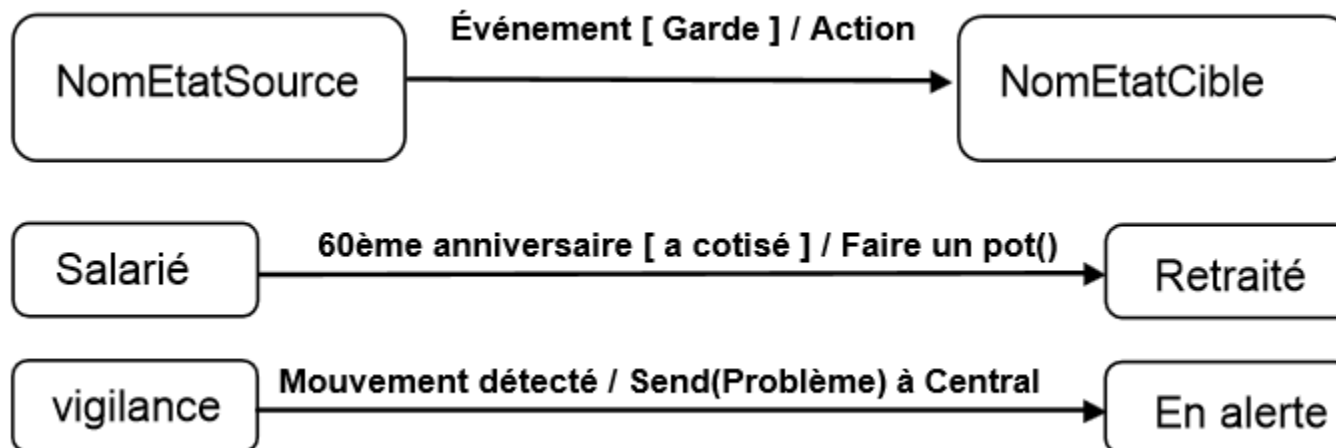 Événement [ Garde ] / Action
NomEtatSource
NomEtatCible
60ème anniversaire [ a cotisé ] / Faire un pot()
Salarié
Retraité
Mouvement détecté / Send(Problème) à Central
vigilance
En alerte